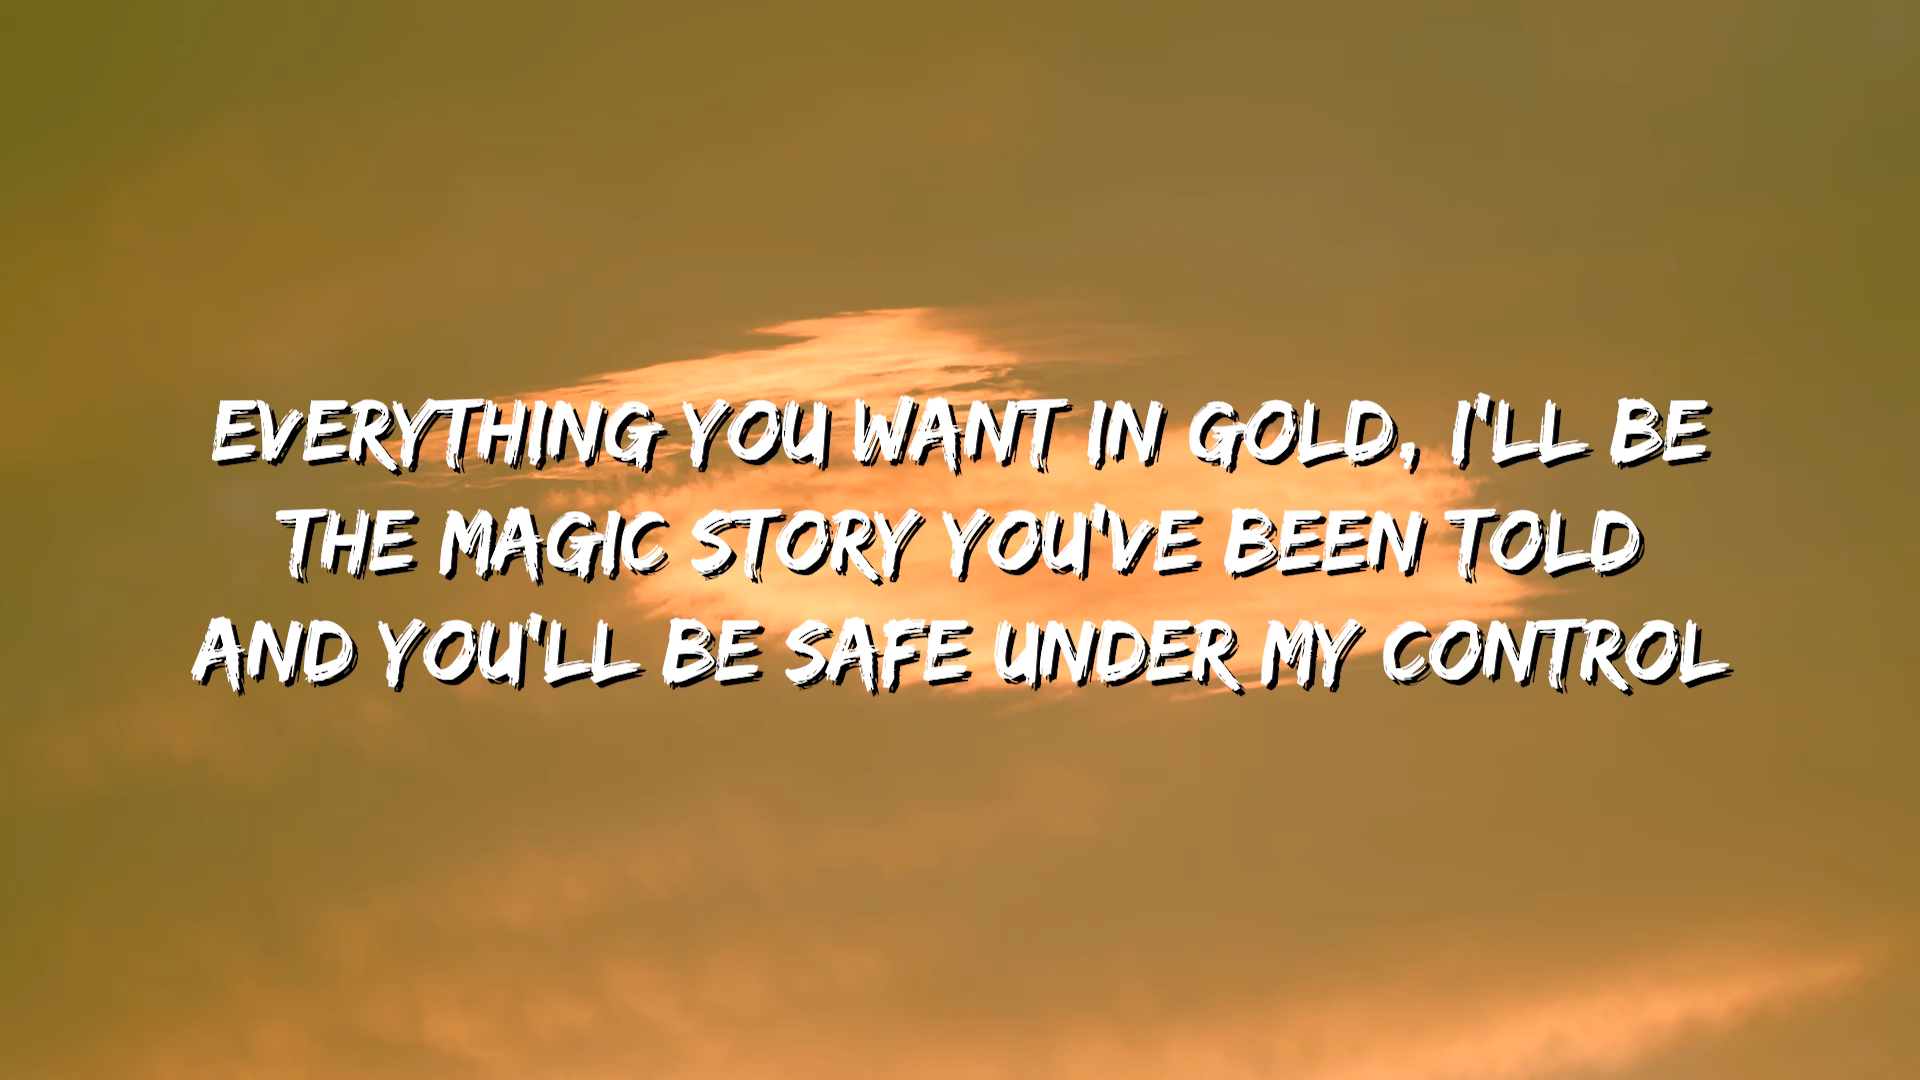 EVERYTHING YOU WANT IN GOLD, I'LL BE
THE MAGIC STORY YOU'VE BEEN TOLD
AND YOU'LL BE SAFE UNDER MY CONTROL